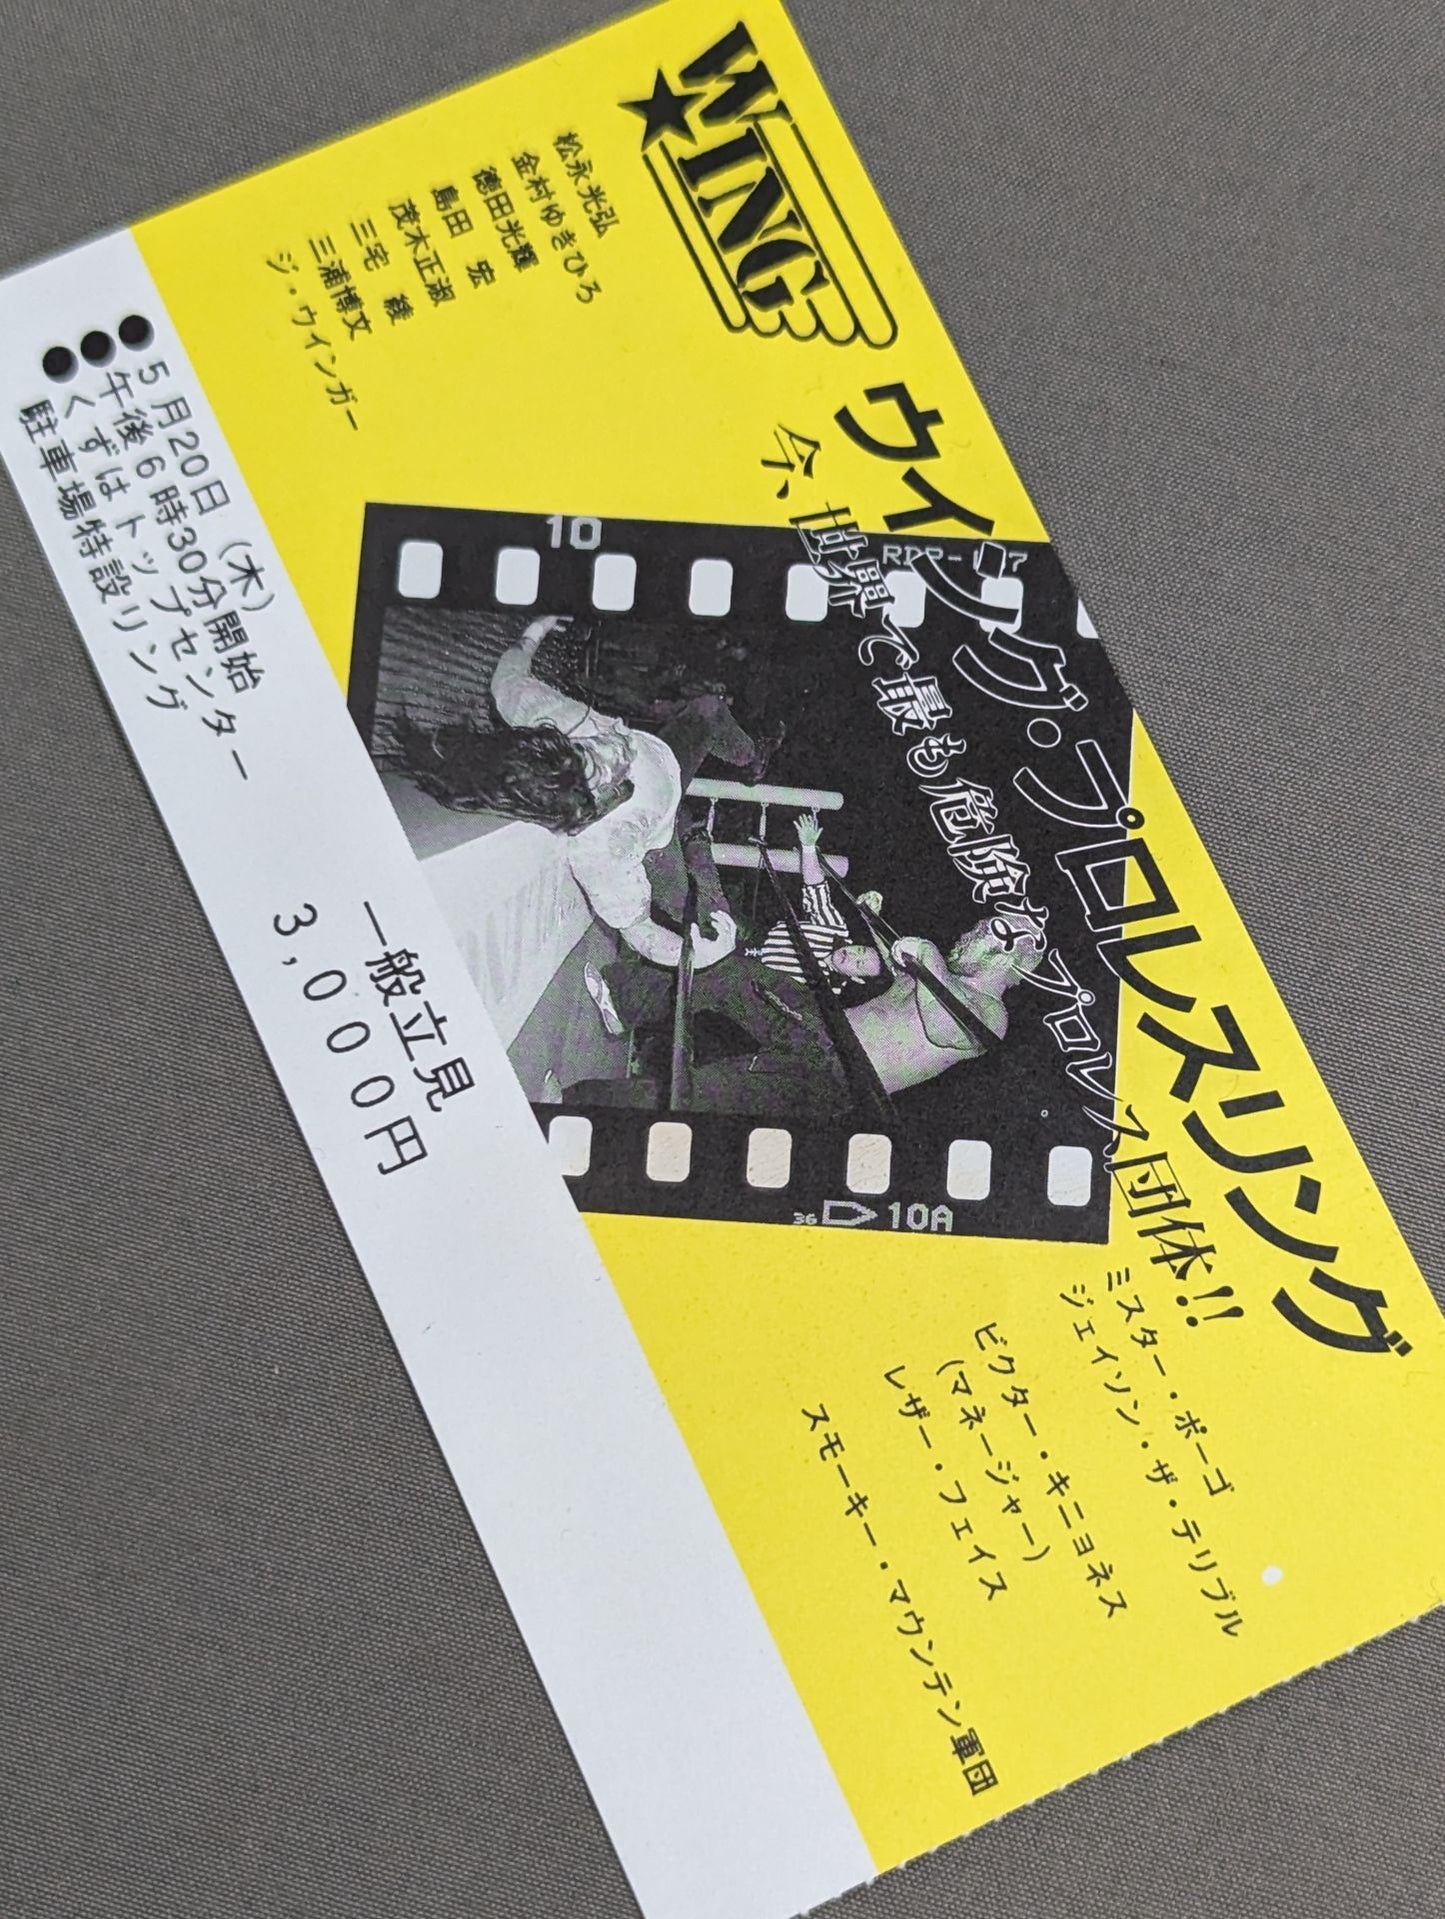 WING
ウイング・プロレスリング
今、世界で最も危険なプロレス団体!!
松永光弘
金村ゆきひろ
徳田光輝
島田 宏
茂木正淑
三宅 綾
三浦博文
ジ・ウインガー
10
36 10A
ミスター・ポーゴ
ジェイソン・ザ・テリブル
ビクター・キニョネス
(マネージャー)
レザー・フェイス
スモーキー・マウンテン軍団
●5月20日(木)
●午後6時30分開始
●くずはトップセンター
駐車場特設リング
一般立見
3,000円